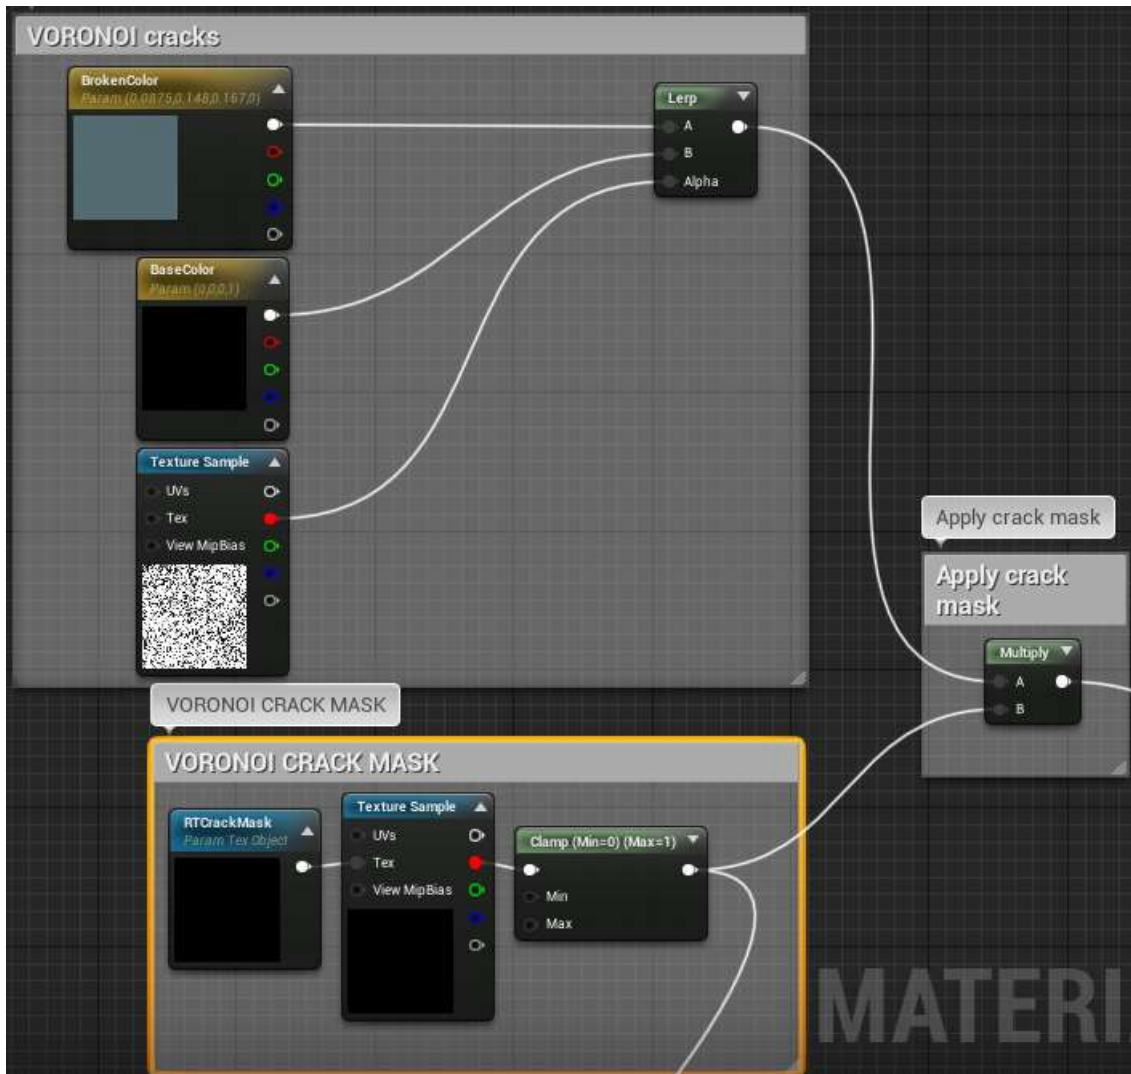 VORONOI cracks
BrokenColor
Param (0.0875,0.148,0.167,0)
Lerp
A
B
Alpha
BaseColor
Param (0,0,0,1)
Texture Sample
UVs
Tex
View MipBias
Apply crack mask
Apply crack
mask
Multiply
A
B
VORONOI CRACK MASK
VORONOI CRACK MASK
RTCrackMask
Param Tex Object
Texture Sample
UVs
Tex
View MipBias
Clamp (Min=0) (Max=1)
Min
Max
MATERI